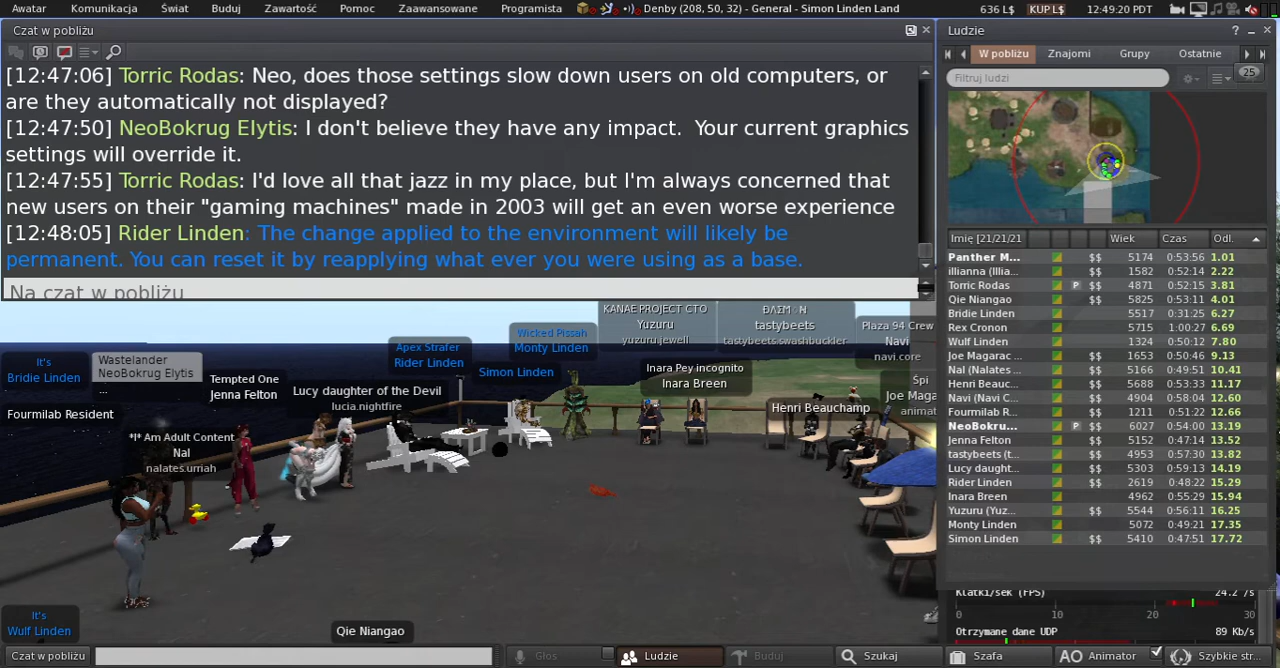 Awatar Komunikacja Świat Buduj Zawartość Pomoc Zaawansowane Programista Denby (208, 50, 32) - General - Simon Linden Land 636 L$ KUP L$ 12:49:20 PDT
Czat w pobliżu
[12:47:06] Torric Rodas: Neo, does those settings slow down users on old computers, or
are they automatically not displayed?
[12:47:50] NeoBokrug Elytis: I don't believe they have any impact.  Your current graphics
settings will override it.
[12:47:55] Torric Rodas: I'd love all that jazz in my place, but I'm always concerned that
new users on their "gaming machines" made in 2003 will get an even worse experience
[12:48:05] Rider Linden: The change applied to the environment will likely be
permanent. You can reset it by reapplying what ever you were using as a base.
Na czat w pobliżu
KANAE PROJECT CTO
Yuzuru
yuzuru.jewell
tastybeets
tastybeets.swashbuckler
Plaza 94 Crew
Navi
navi.core
Wicked Pissah
Monty Linden
Apex Strafer
Rider Linden
Simon Linden
It's
Bridie Linden
Wastelander
NeoBokrug Elytis
...
Tempted One
Jenna Felton
Lucy daughter of the Devil
lucia.nightfire
Inara Pey incognito
Inara Breen
Śpi
Joe Maga
animat
Henri Beauchamp
Fourmilab Resident
*I* Am Adult Content
Nal
nalates.urriah
It's
Wulf Linden
Qie Niangao
Ludzie
W pobliżu Znajomi Grupy Ostatnie
Filtruj ludzi 25
Imię [21/21/21 Wiek Czas Odl.
Panther M... $$ 5174 0:53:56 1.01
illianna (Illia... $$ 1582 0:52:14 2.22
Torric Rodas P $$ 4871 0:52:15 3.81
Qie Niangao $$ 5825 0:53:11 4.01
Bridie Linden 5517 0:31:25 6.27
Rex Cronon 5715 1:00:27 6.69
Wulf Linden 1324 0:50:12 7.80
Joe Magarac ... $$ 1653 0:50:46 9.13
Nal (Nalates ... $$ 5166 0:49:51 10.41
Henri Beauc... $$ 5688 0:53:33 11.17
Navi (Navi C... $$ 4904 0:58:04 12.60
Fourmilab R... $$ 1211 0:51:22 12.66
NeoBokru... P $$ 6027 0:54:00 13.19
Jenna Felton $$ 5152 0:47:14 13.52
tastybeets (t... $$ 4953 0:57:30 13.82
Lucy daught... $$ 5303 0:59:13 14.19
Rider Linden $$ 2619 0:48:22 15.29
Inara Breen 4962 0:55:29 15.94
Yuzuru (Yuz... $$ 5544 0:56:11 16.25
Monty Linden 5072 0:49:21 17.35
Simon Linden $$ 5410 0:47:51 17.72
Klatki/sek (FPS) 24.2 /s
0 10 20 30
Otrzymane dane UDP 89 Kb/s
Czat w pobliżu Głos Ludzie Buduj Szukaj Szafa AO Animator Szybkie str...